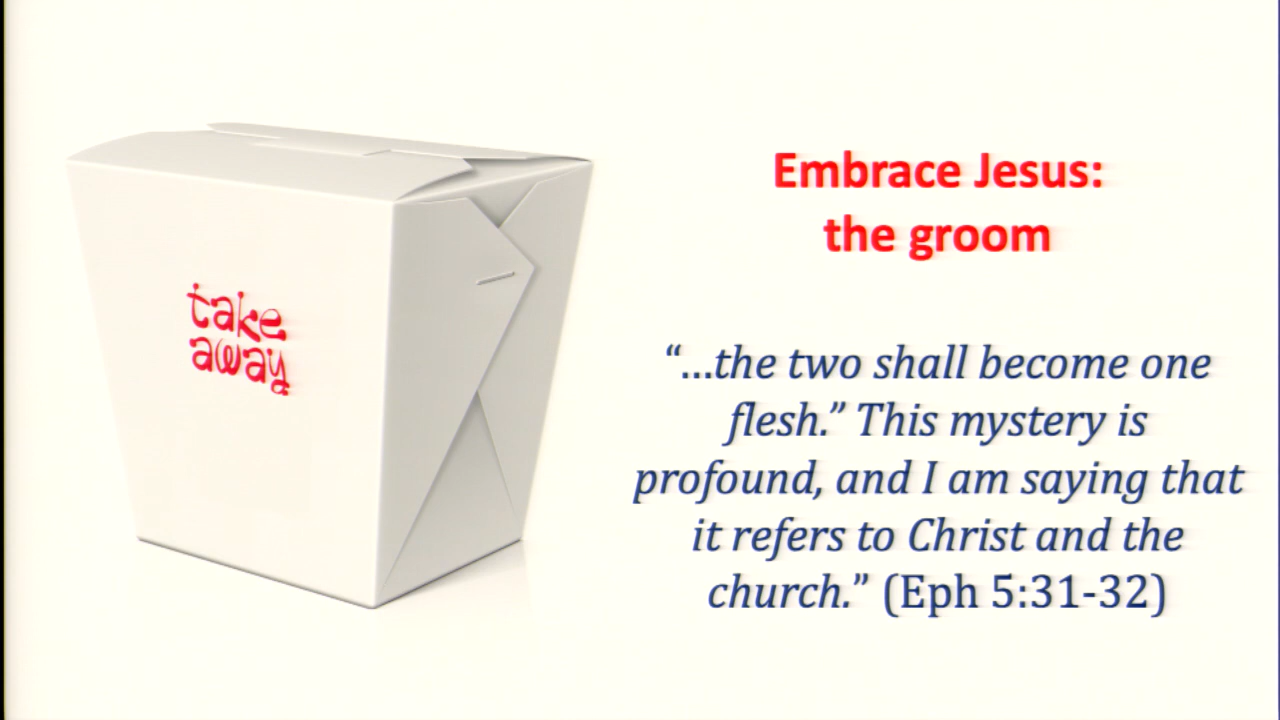 take
away
Embrace Jesus:
the groom
“...the two shall become one
flesh.” This mystery is
profound, and I am saying that
it refers to Christ and the
church.” (Eph 5:31-32)